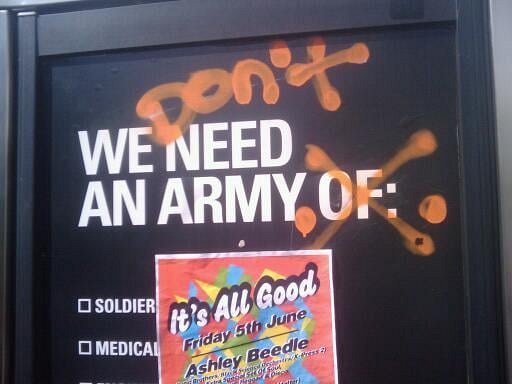 Don't
WE NEED
AN ARMY OF:
SOLDIER
MEDICAL
It's All Good
Friday 5th June
Ashley Beedle